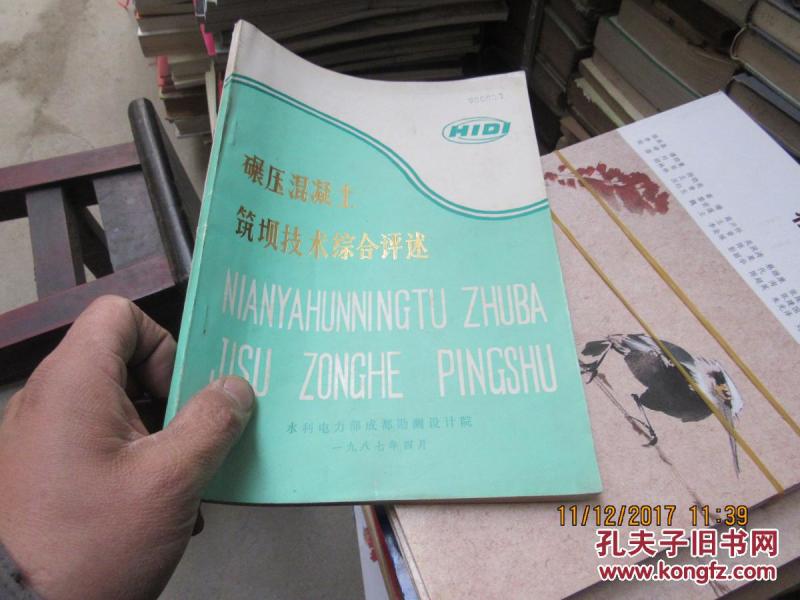 HIDI
碾压混凝土
筑坝技术综合评述
NIANYAHUNNINGTU ZHUBA
JISU ZONGHE PINGSHU
水利电力部成都勘测设计院
一九八七年四月
11/12/2017 11:39
孔夫子旧书网
kongfz.com